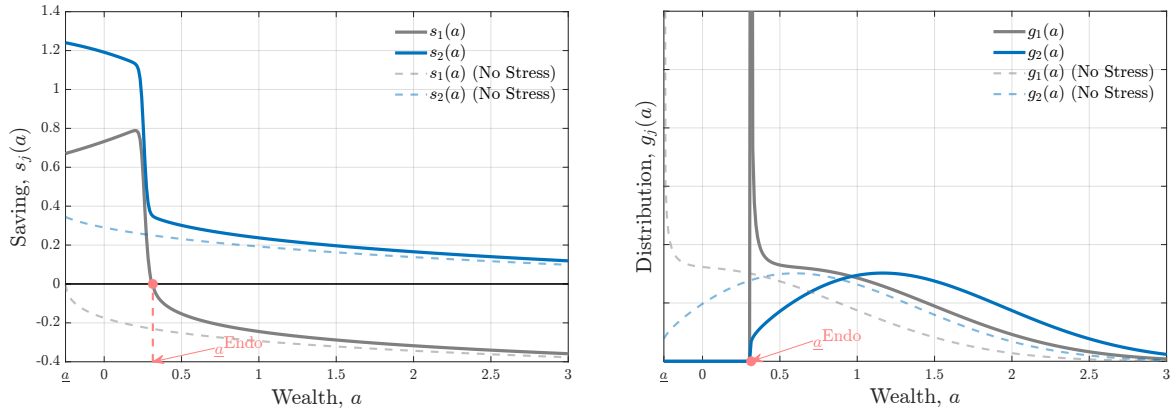 1.4
1.2
1
0.8
0.6
0.4
0.2
0
-0.2
-0.4
Saving, s_j(a)
s_1(a)
s_2(a)
s_1(a) (No Stress)
s_2(a) (No Stress)
a̲^Endo
a̲ 0 0.5 1 1.5 2 2.5 3
Wealth, a
Distribution, g_j(a)
g_1(a)
g_2(a)
g_1(a) (No Stress)
g_2(a) (No Stress)
a̲^Endo
a̲ 0 0.5 1 1.5 2 2.5 3
Wealth, a